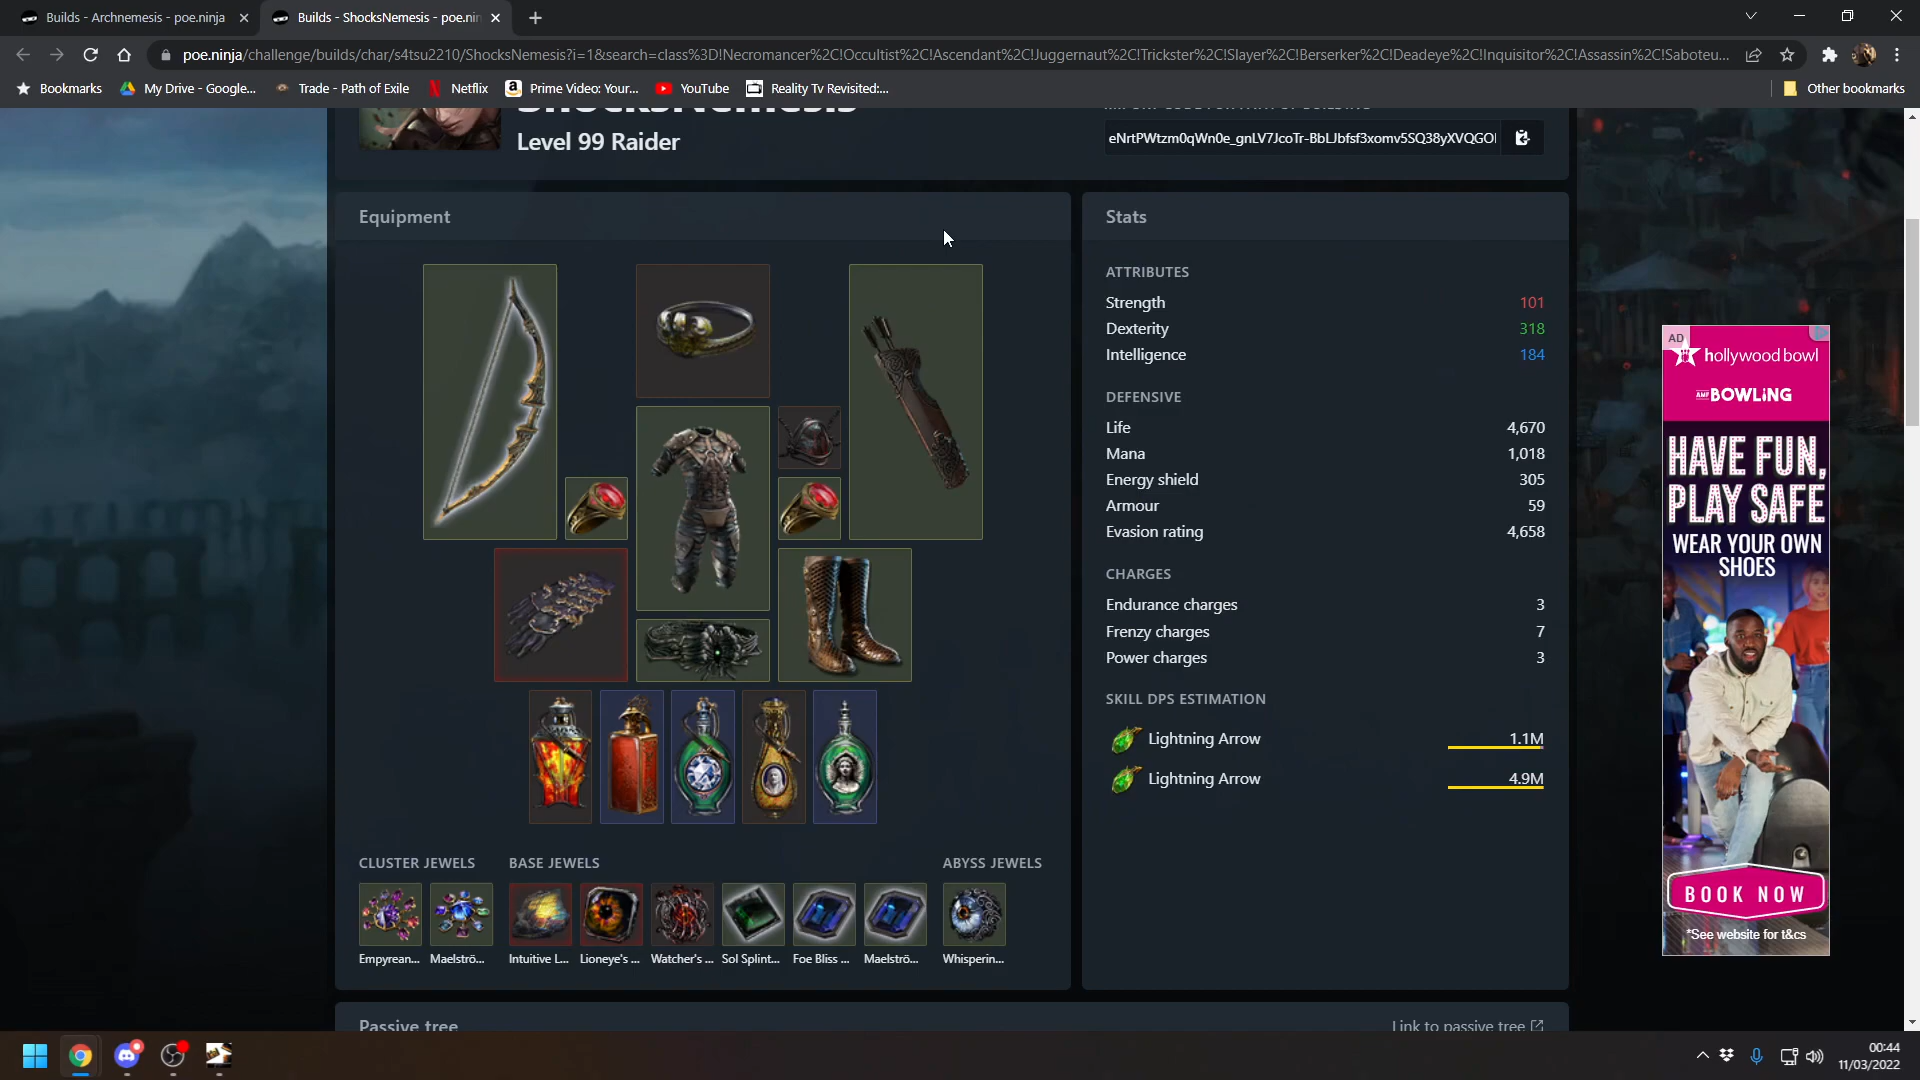 Builds - Archnemesis - poe.ninja
Builds - ShocksNemesis - poe.nin
poe.ninja/challenge/builds/char/s4tsu2210/ShocksNemesis?i=1&search=class%3D!Necromancer%2C!Occultist%2C!Ascendant%2C!Juggernaut%2C!Trickster%2C!Slayer%2C!Berserker%2C!Deadeye%2C!Inquisitor%2C!Assassin%2C!Saboteu...
Bookmarks
My Drive - Google...
Trade - Path of Exile
Netflix
Prime Video: Your...
YouTube
Reality Tv Revisited:...
Other bookmarks
Level 99 Raider
Equipment
Stats
ATTRIBUTES
Strength 101
Dexterity 318
Intelligence 184
DEFENSIVE
Life 4,670
Mana 1,018
Energy shield 305
Armour 59
Evasion rating 4,658
CHARGES
Endurance charges 3
Frenzy charges 7
Power charges 3
SKILL DPS ESTIMATION
Lightning Arrow 1.1M
Lightning Arrow 4.9M
CLUSTER JEWELS
BASE JEWELS
ABYSS JEWELS
Empyrean...
Maelströ...
Intuitive L...
Lioneye's ...
Watcher's ...
Sol Splint...
Foe Bliss ...
Maelströ...
Whisperin...
Passive tree
Link to passive tree
AD
hollywood bowl
AMF BOWLING
HAVE FUN,
PLAY SAFE
WEAR YOUR OWN
SHOES
BOOK NOW
*See website for t&cs
00:44
11/03/2022